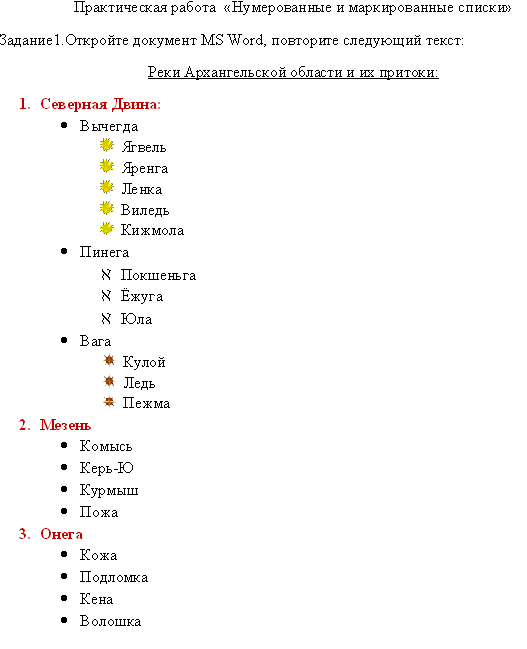 Практическая работа «Нумерованные и маркированные списки»
Задание1.Откройте документ MS Word, повторите следующий текст:
Реки Архангельской области и их притоки:
1. Северная Двина:
• Вычегда
Ягвель
Яренга
Ленка
Виледь
Кижмола
• Пинега
ℵ Покшеньга
ℵ Ёжуга
ℵ Юла
• Вага
Кулой
Ледь
Пежма
2. Мезень
• Комысь
• Керь-Ю
• Курмыш
• Пожа
3. Онега
• Кожа
• Подломка
• Кена
• Волошка